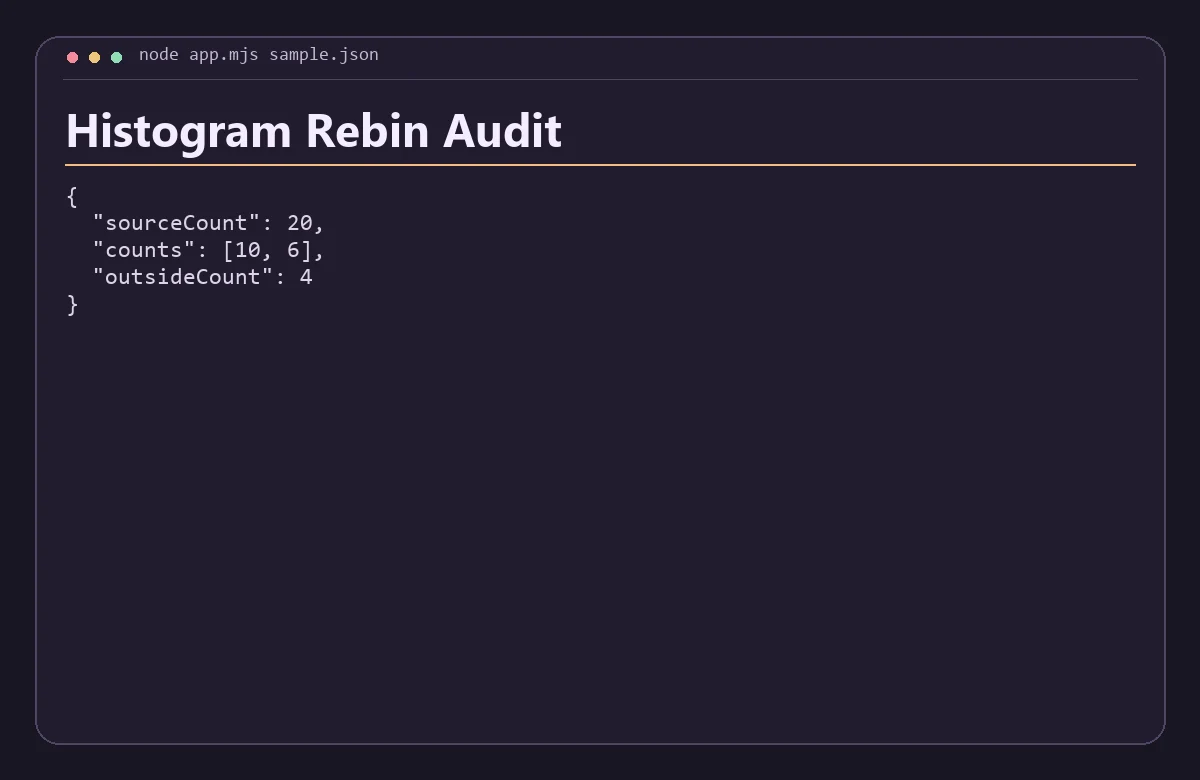 node app.mjs sample.json
Histogram Rebin Audit
{
  "sourceCount": 20,
  "counts": [10, 6],
  "outsideCount": 4
}